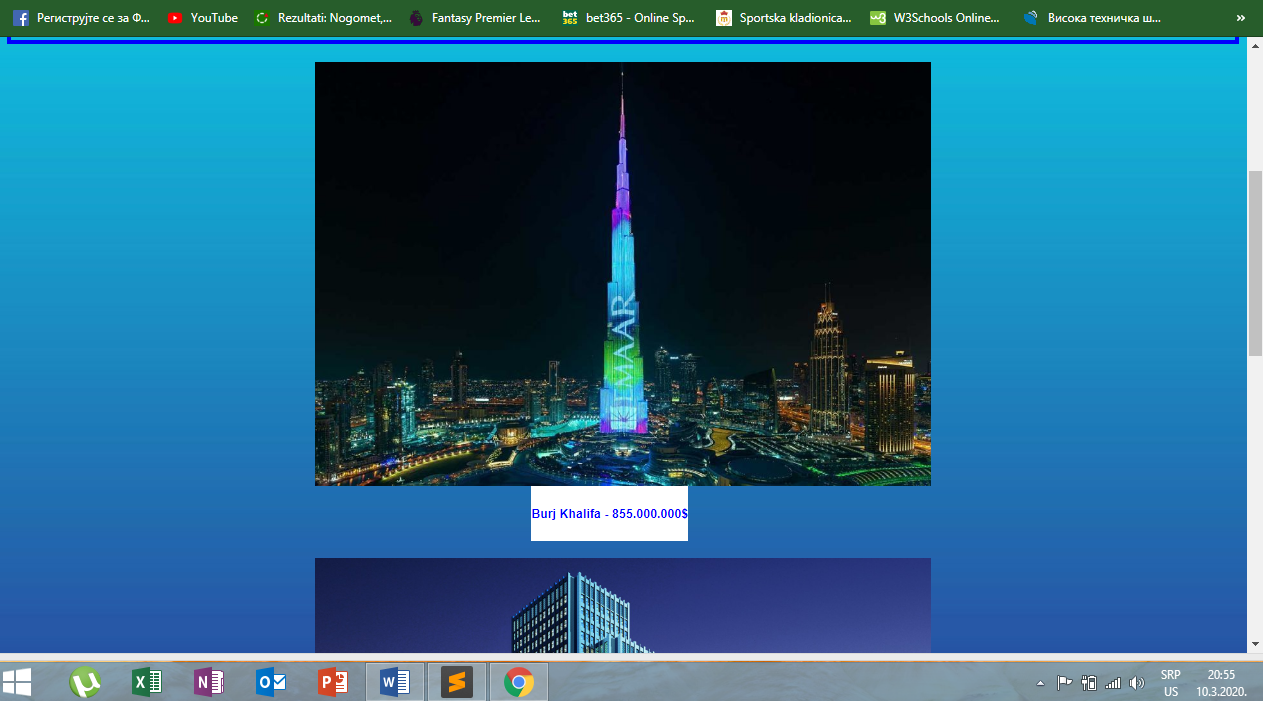 Региструјте се за Ф...
YouTube
Rezultati: Nogomet,...
Fantasy Premier Le...
bet365
bet365 - Online Sp...
Sportska kladionica...
W3Schools Online...
Висока техничка ш...
»
EMAAR
Burj Khalifa - 855.000.000$
SRP
20:55
US
10.3.2020.